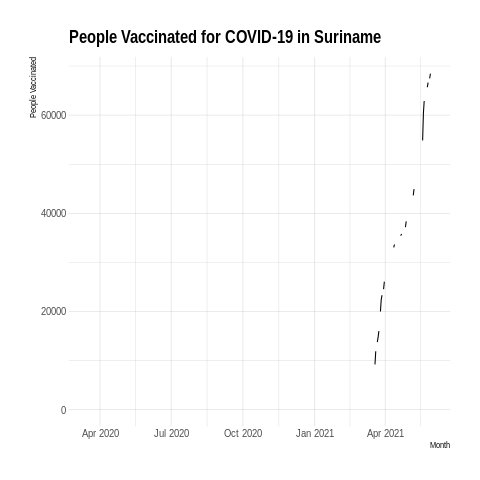 People Vaccinated for COVID-19 in Suriname
People Vaccinated
60000
40000
20000
0
Apr 2020 Jul 2020 Oct 2020 Jan 2021 Apr 2021
Month